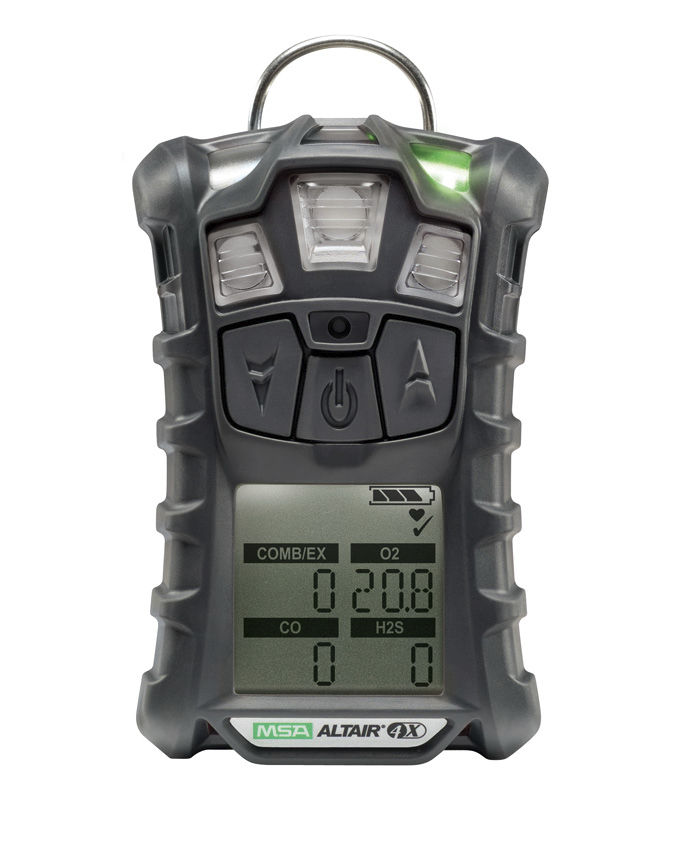 COMB/EX O2
0 20.8
CO H2S
0 0
MSA ALTAIR® 4X